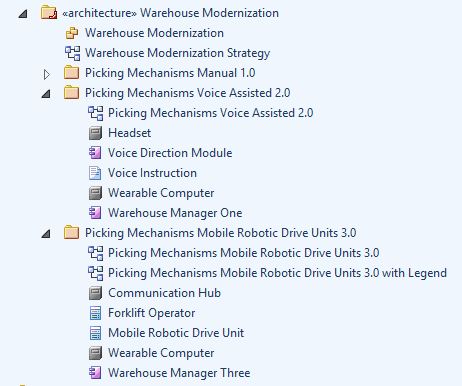 «architecture» Warehouse Modernization
Warehouse Modernization
Warehouse Modernization Strategy
Picking Mechanisms Manual 1.0
Picking Mechanisms Voice Assisted 2.0
Picking Mechanisms Voice Assisted 2.0
Headset
Voice Direction Module
Voice Instruction
Wearable Computer
Warehouse Manager One
Picking Mechanisms Mobile Robotic Drive Units 3.0
Picking Mechanisms Mobile Robotic Drive Units 3.0
Picking Mechanisms Mobile Robotic Drive Units 3.0 with Legend
Communication Hub
Forklift Operator
Mobile Robotic Drive Unit
Wearable Computer
Warehouse Manager Three